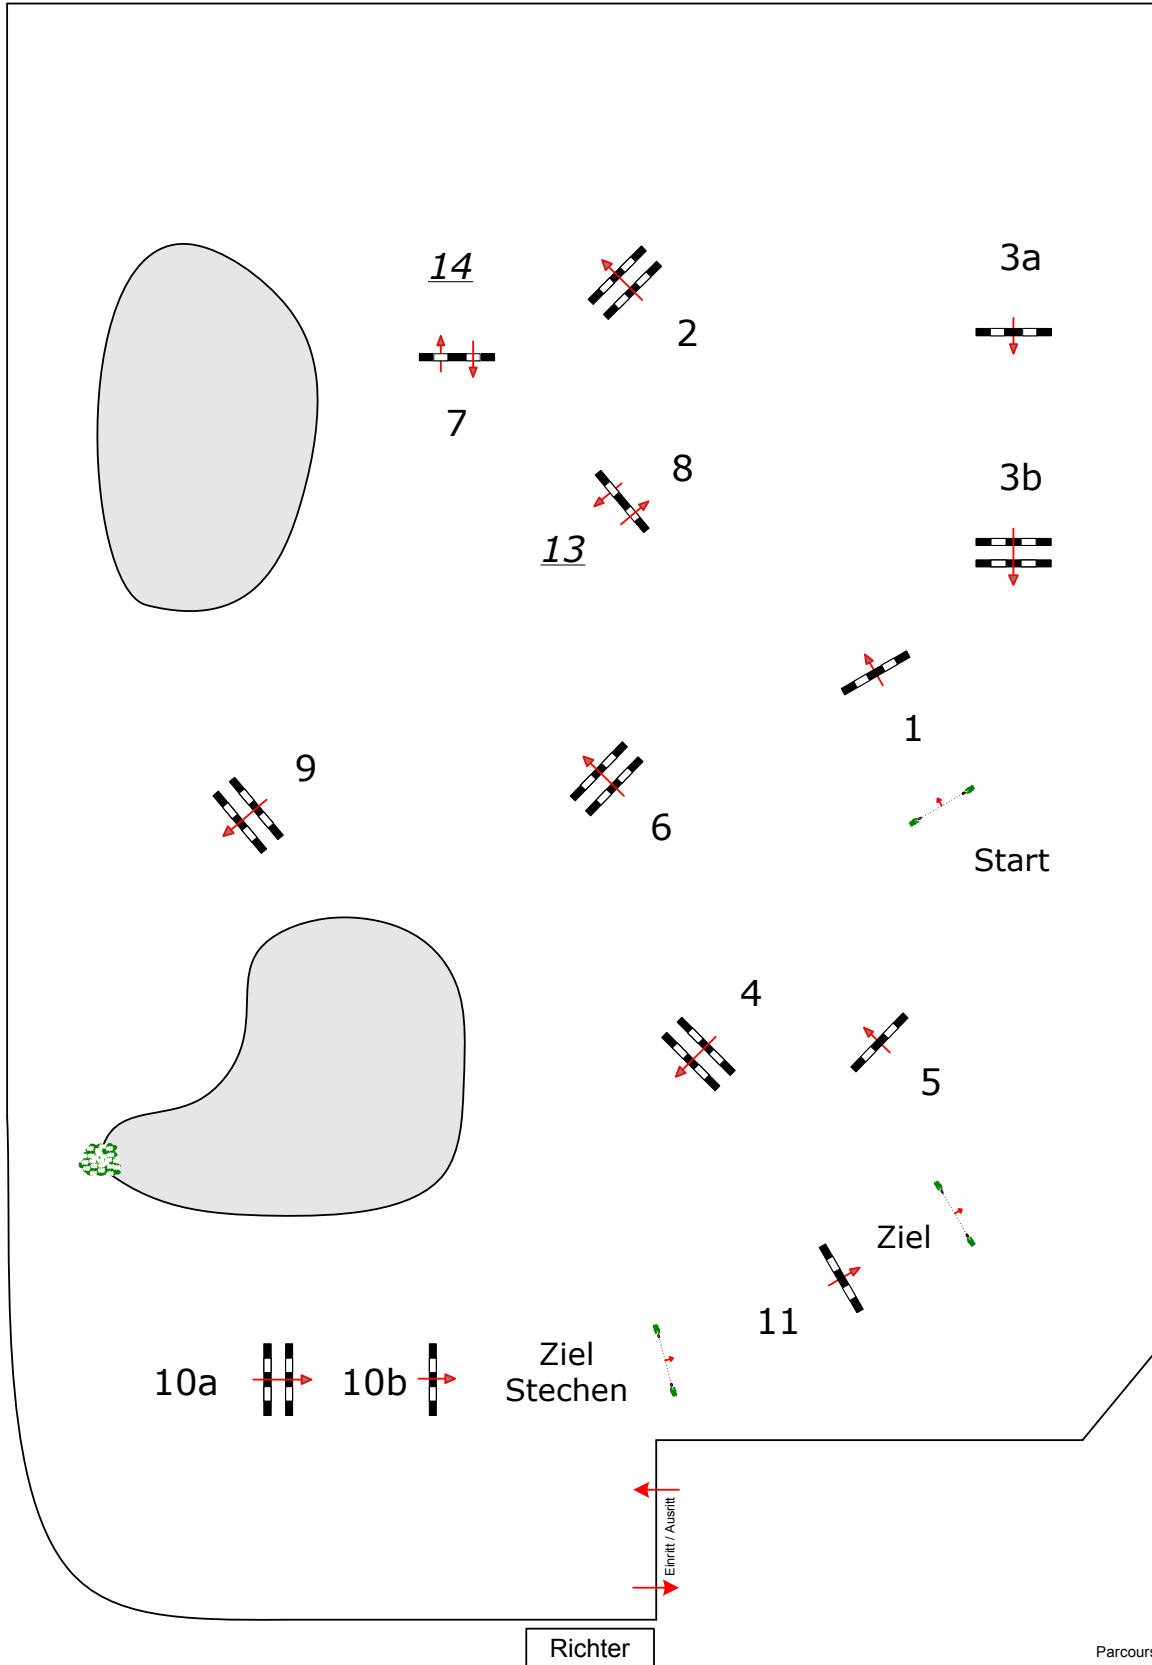 14
3a
2
7
8
3b
13
1
9
6
Start
4
5
Ziel
11
Ziel
Stechen
10a
10b
Einritt / Ausritt
Richter
Parcours